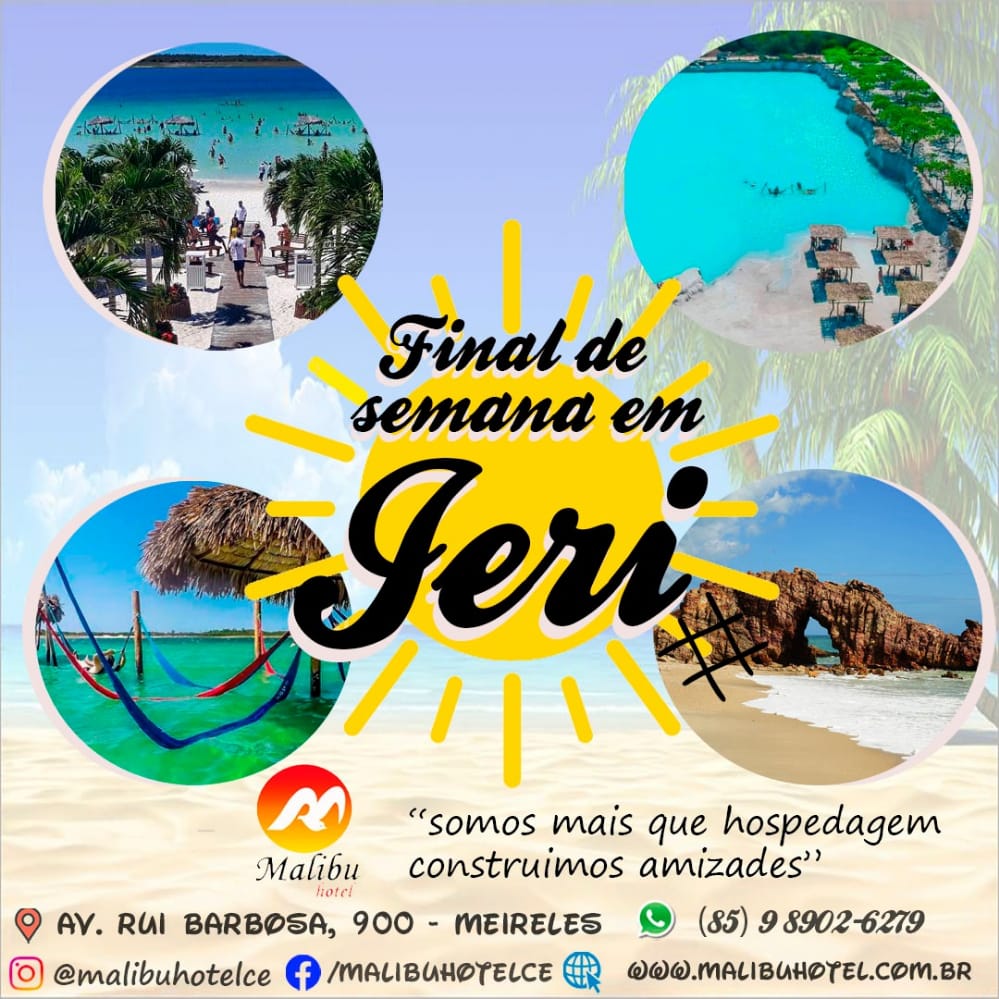 Final de
semana em
Jeri
#
Malibu
hotel
“somos mais que hospedagem
construimos amizades”
AV. RUI BARBOSA, 900 - MEIRELES (85) 9 8902-6279
@malibuhotelce /MALIBUHOTELCE WWW.MALIBUHOTEL.COM.BR